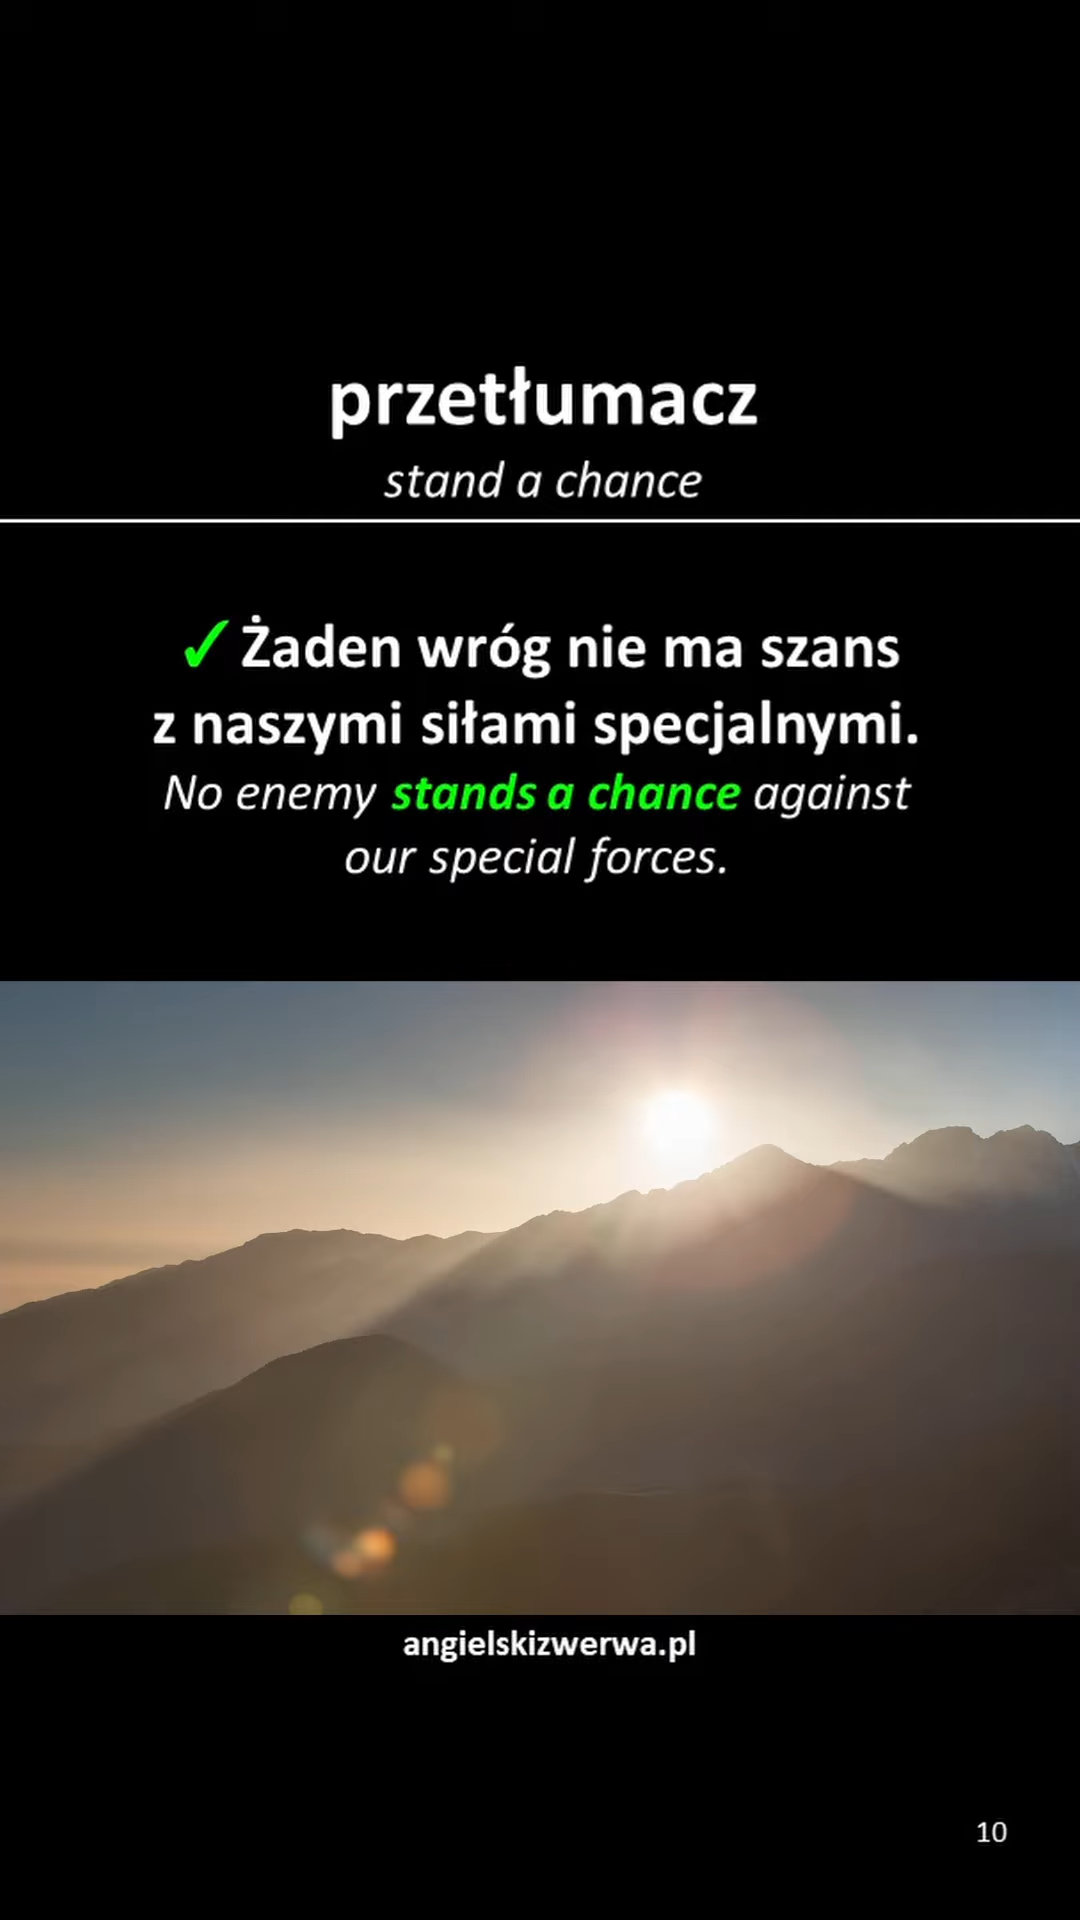 przetłumacz
stand a chance
✓ Żaden wróg nie ma szans
z naszymi siłami specjalnymi.
No enemy stands a chance against
our special forces.
angielskizwerwa.pl
10